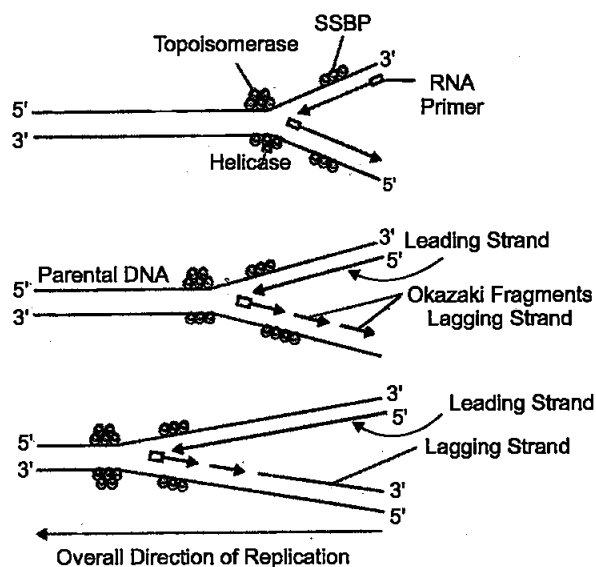 SSBP
Topoisomerase
3'
RNA
Primer
5'
3'
Helicase
5'
3'
Leading Strand
5'
Parental DNA
5'
Okazaki Fragments
Lagging Strand
3'
3'
Leading Strand
5'
5'
Lagging Strand
3'
3'
5'
Overall Direction of Replication